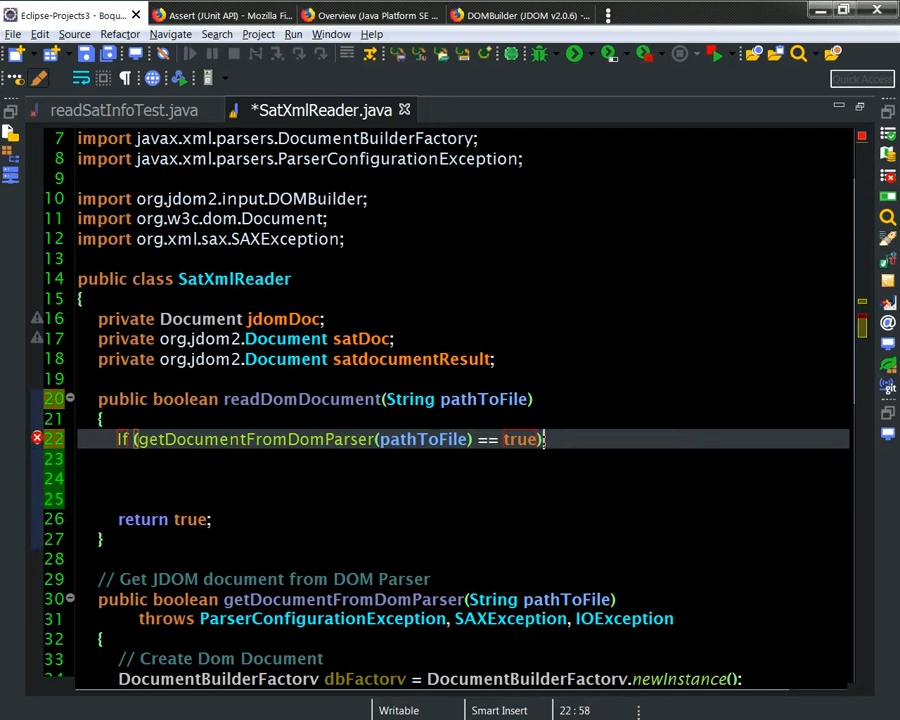 Eclipse-Projects3 - Boqu...
Assert (JUnit API) - Mozilla Fi...
Overview (Java Platform SE ...
DOMBuilder (JDOM v2.0.6) - ...
File Edit Source Refactor Navigate Search Project Run Window Help
Quick Access
readSatInfoTest.java
*SatXmlReader.java
7 import javax.xml.parsers.DocumentBuilderFactory;
8 import javax.xml.parsers.ParserConfigurationException;
9
10 import org.jdom2.input.DOMBuilder;
11 import org.w3c.dom.Document;
12 import org.xml.sax.SAXException;
13
14 public class SatXmlReader
15 {
16 private Document jdomDoc;
17 private org.jdom2.Document satDoc;
18 private org.jdom2.Document satdocumentResult;
19
20 public boolean readDomDocument(String pathToFile)
21 {
22 If (getDocumentFromDomParser(pathToFile) == true);
23
24
25
26 return true;
27 }
28
29 // Get JDOM document from DOM Parser
30 public boolean getDocumentFromDomParser(String pathToFile)
31 throws ParserConfigurationException, SAXException, IOException
32 {
33 // Create Dom Document
34 DocumentBuilderFactory dbFactory = DocumentBuilderFactory.newInstance();
Writable
Smart Insert
22 : 58